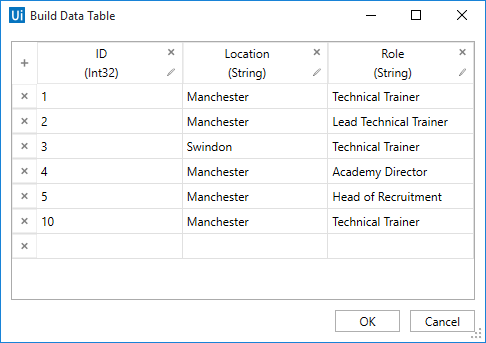 Ui Build Data Table
ID Location Role
(Int32) (String) (String)
1 Manchester Technical Trainer
2 Manchester Lead Technical Trainer
3 Swindon Technical Trainer
4 Manchester Academy Director
5 Manchester Head of Recruitment
10 Manchester Technical Trainer
OK Cancel